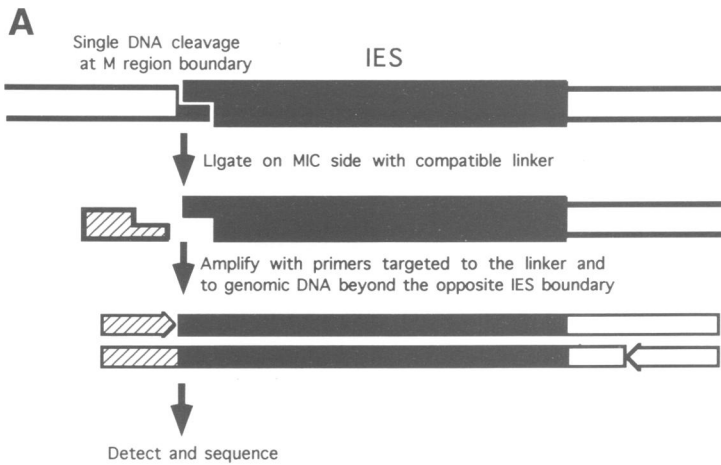 A
Single DNA cleavage
at M region boundary
IES
LIgate on MIC side with compatible linker
Amplify with primers targeted to the linker and
to genomic DNA beyond the opposite IES boundary
Detect and sequence